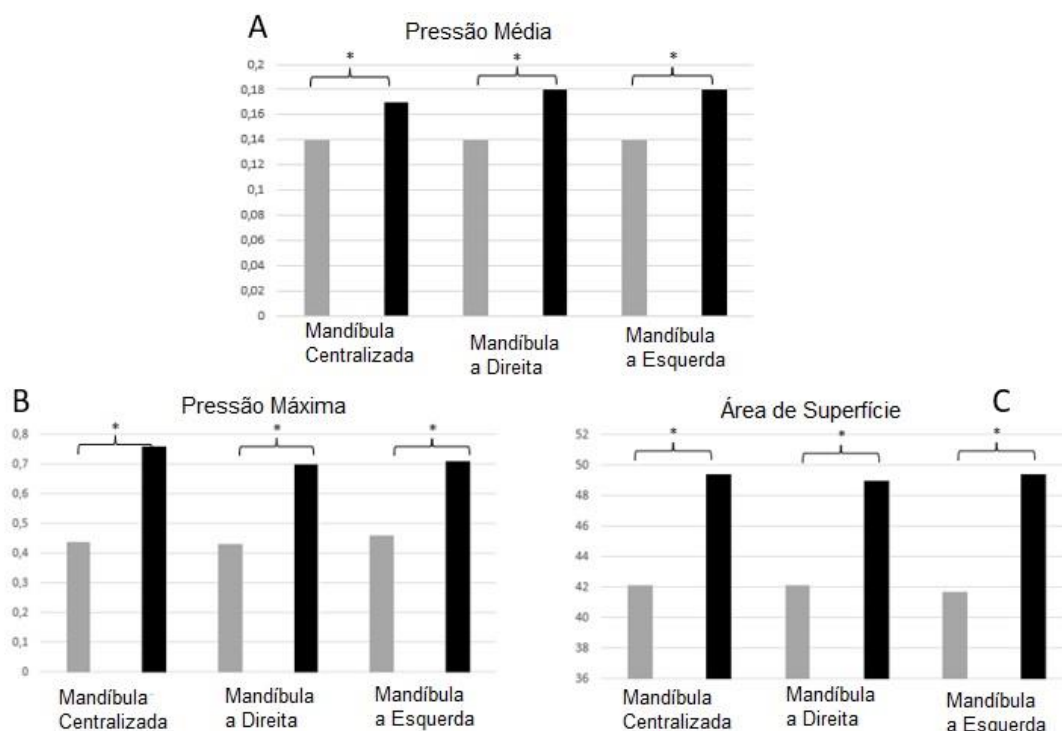 A
Pressão Média
*
*
*
0,2
0,18
0,16
0,14
0,12
0,1
0,08
0,06
0,04
0,02
0
Mandíbula
Centralizada
Mandíbula
a Direita
Mandíbula
a Esquerda
B
Pressão Máxima
*
*
*
0,8
0,7
0,6
0,5
0,4
0,3
0,2
0,1
0
Mandíbula
Centralizada
Mandíbula
a Direita
Mandíbula
a Esquerda
Área de Superfície
C
*
*
*
52
50
48
46
44
42
40
38
36
Mandíbula
Centralizada
Mandíbula
a Direita
Mandíbula
a Esquerda